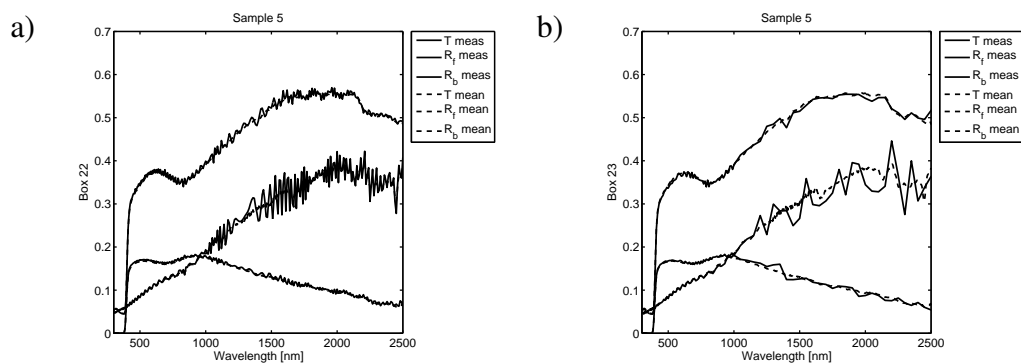 a)
Sample 5
Box 22
0.7
0.6
0.5
0.4
0.3
0.2
0.1
0
500
1000
1500
2000
2500
Wavelength [nm]
T meas
R_f meas
R_b meas
T mean
R_f mean
R_b mean
b)
Sample 5
Box 23
0.7
0.6
0.5
0.4
0.3
0.2
0.1
0
500
1000
1500
2000
2500
Wavelength [nm]
T meas
R_f meas
R_b meas
T mean
R_f mean
R_b mean